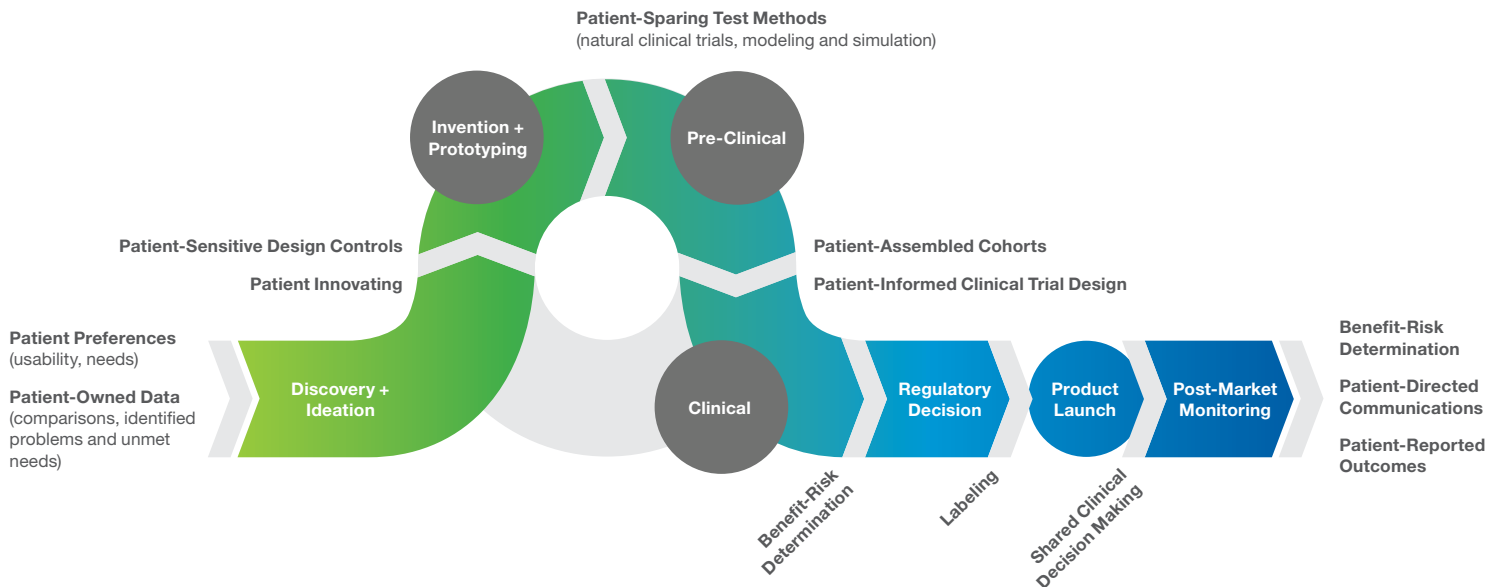 Patient-Sparing Test Methods
(natural clinical trials, modeling and simulation)
Invention +
Prototyping
Pre-Clinical
Patient-Sensitive Design Controls
Patient Innovating
Patient-Assembled Cohorts
Patient-Informed Clinical Trial Design
Patient Preferences
(usability, needs)
Patient-Owned Data
(comparisons, identified
problems and unmet
needs)
Discovery +
Ideation
Clinical
Regulatory
Decision
Product
Launch
Post-Market
Monitoring
Benefit-Risk
Determination
Patient-Directed
Communications
Patient-Reported
Outcomes
Benefit-Risk
Determination
Labeling
Shared Clinical
Decision Making